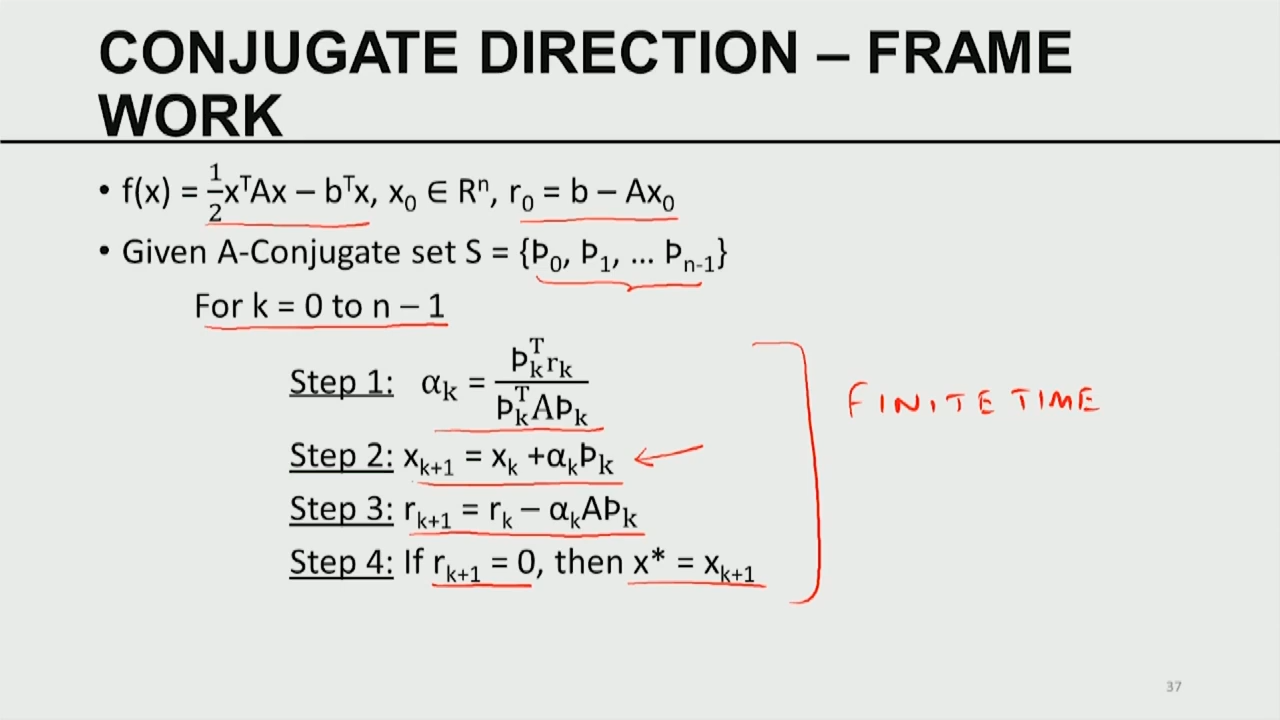 CONJUGATE DIRECTION – FRAME
WORK
• f(x) = ½xᵀAx – bᵀx, x₀ ∈ Rⁿ, r₀ = b – Ax₀
• Given A-Conjugate set S = {Þ₀, Þ₁, ... Þₙ₋₁}
For k = 0 to n – 1
Step 1: αₖ = Þₖᵀrₖ / Þₖᵀ AÞₖ
Step 2: xₖ₊₁ = xₖ +αₖÞₖ
Step 3: rₖ₊₁ = rₖ – αₖAÞₖ
Step 4: If rₖ₊₁ = 0, then x* = xₖ₊₁
FINITE TIME
37